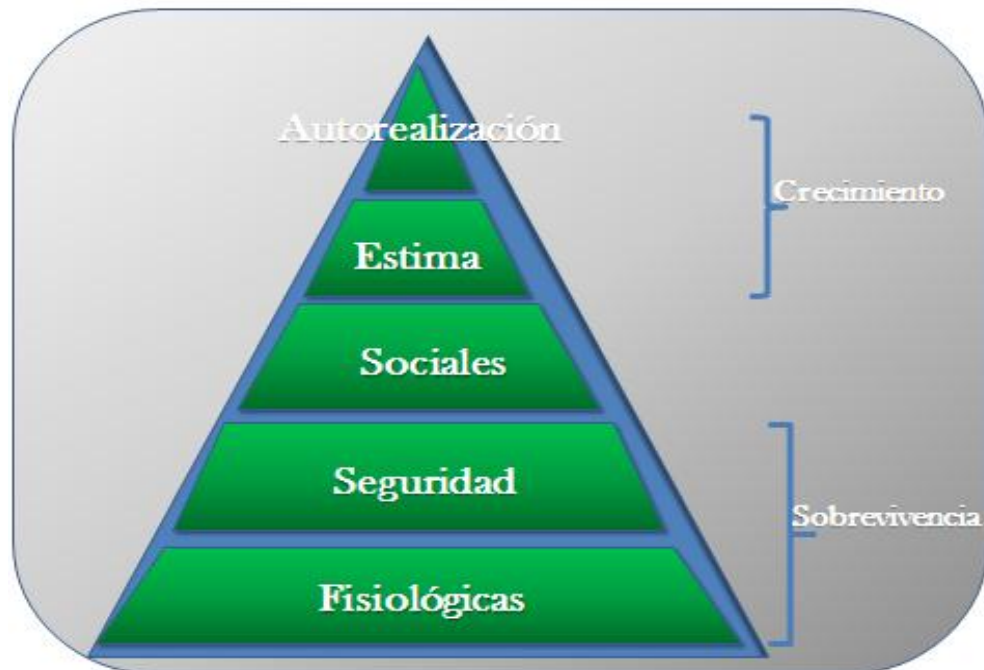 Autorealización
Crecimiento
Estima
Sociales
Seguridad
Sobrevivencia
Fisiológicas